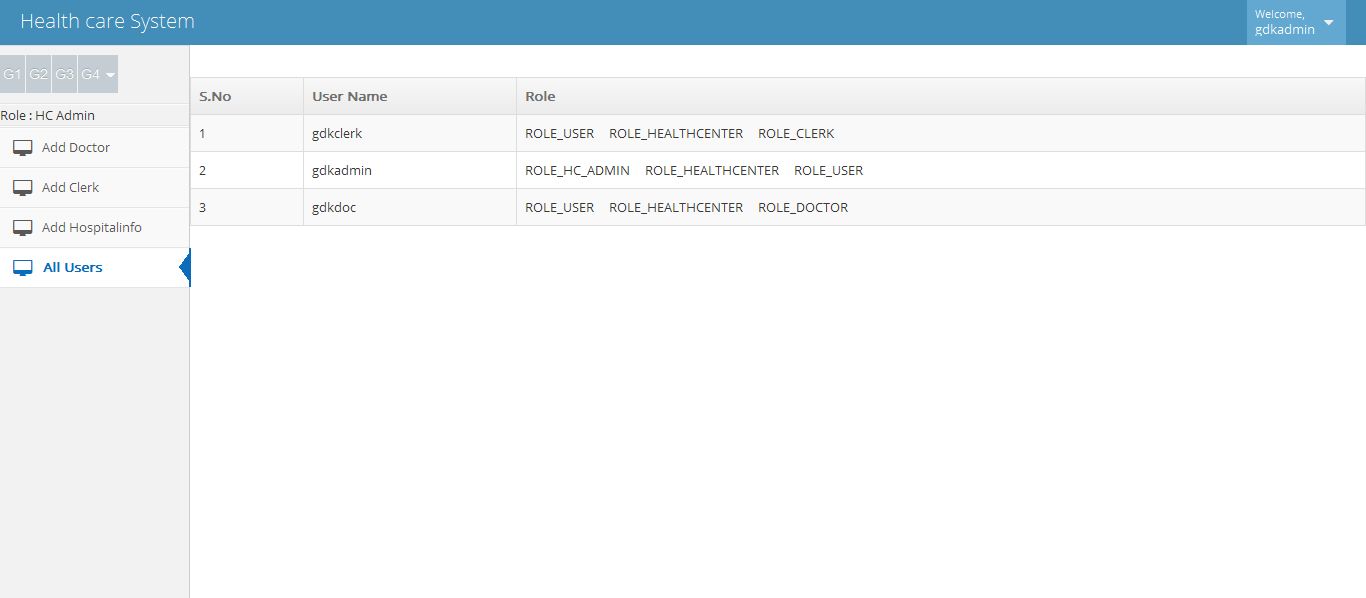 Health care System
Welcome,
gdkadmin
G1 G2 G3 G4
Role : HC Admin
Add Doctor
Add Clerk
Add Hospitalinfo
All Users
S.No User Name Role
1 gdkclerk ROLE_USER ROLE_HEALTHCENTER ROLE_CLERK
2 gdkadmin ROLE_HC_ADMIN ROLE_HEALTHCENTER ROLE_USER
3 gdkdoc ROLE_USER ROLE_HEALTHCENTER ROLE_DOCTOR